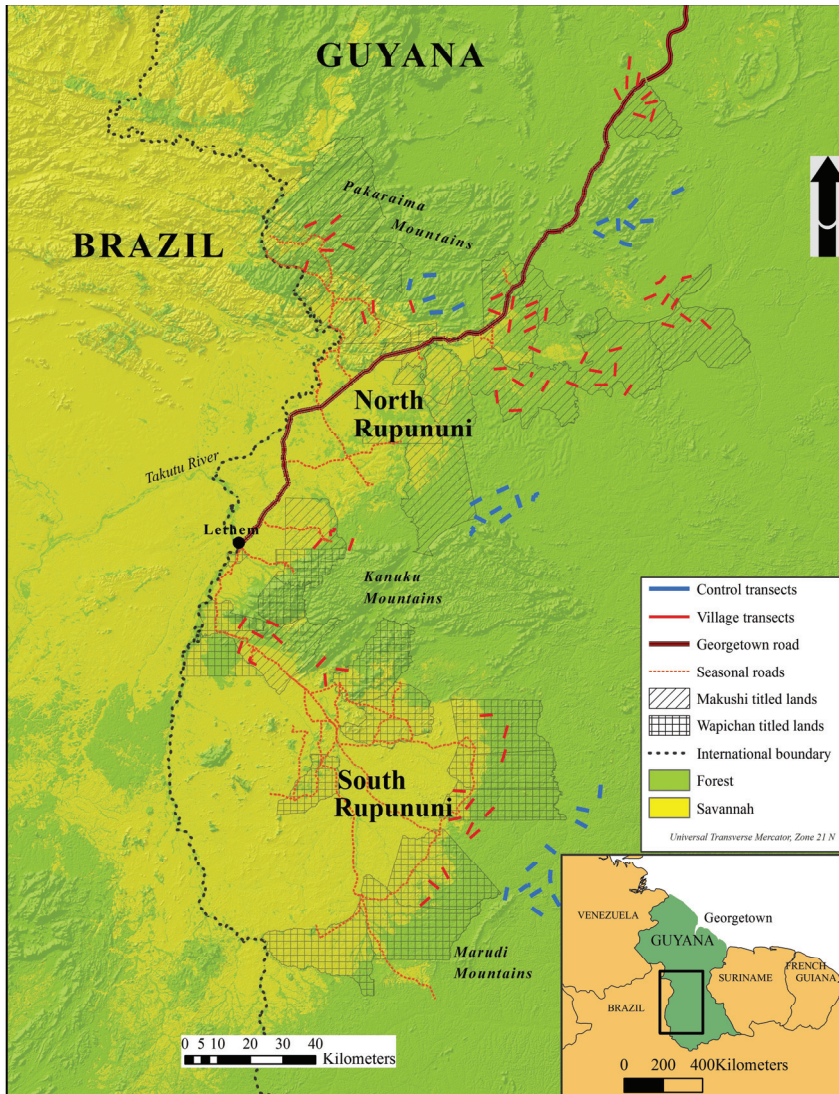 GUYANA
Pakaraima
Mountains
BRAZIL
North
Rupununi
Takutu River
Lethem
Kanuku
Mountains
South
Rupununi
Marudi
Mountains
0 5 10 20 30 40
Kilometers
Control transects
Village transects
Georgetown road
Seasonal roads
Makushi titled lands
Wapichan titled lands
International boundary
Forest
Savannah
Universal Transverse Mercator, Zone 21 N
VENEZUELA
Georgetown
GUYANA
SURINAME
FRENCH
GUIANA
BRAZIL
0 200 400Kilometers